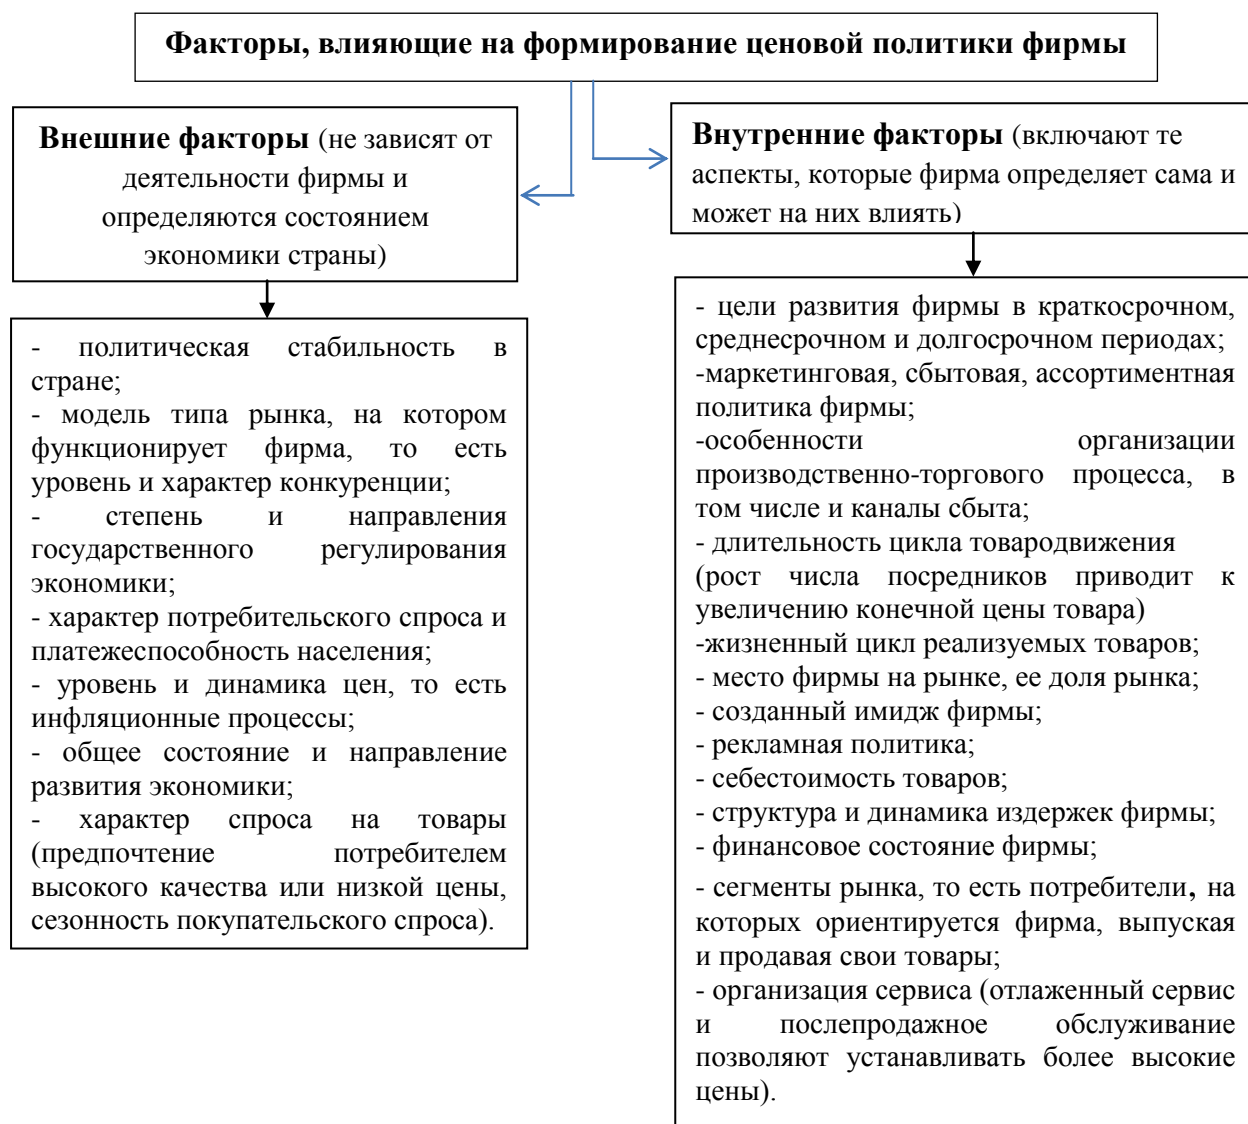 Факторы, влияющие на формирование ценовой политики фирмы
Внешние факторы (не зависят от
деятельности фирмы и
определяются состоянием
экономики страны)
Внутренние факторы (включают те
аспекты, которые фирма определяет сама и
может на них влиять)
- политическая стабильность в
стране;
- модель типа рынка, на котором
функционирует фирма, то есть
уровень и характер конкуренции;
- степень и направления
государственного регулирования
экономики;
- характер потребительского спроса и
платежеспособность населения;
- уровень и динамика цен, то есть
инфляционные процессы;
- общее состояние и направление
развития экономики;
- характер спроса на товары
(предпочтение потребителем
высокого качества или низкой цены,
сезонность покупательского спроса).
- цели развития фирмы в краткосрочном,
среднесрочном и долгосрочном периодах;
-маркетинговая, сбытовая, ассортиментная
политика фирмы;
-особенности организации
производственно-торгового процесса, в
том числе и каналы сбыта;
- длительность цикла товародвижения
(рост числа посредников приводит к
увеличению конечной цены товара)
-жизненный цикл реализуемых товаров;
- место фирмы на рынке, ее доля рынка;
- созданный имидж фирмы;
- рекламная политика;
- себестоимость товаров;
- структура и динамика издержек фирмы;
- финансовое состояние фирмы;
- сегменты рынка, то есть потребители, на
которых ориентируется фирма, выпуская
и продавая свои товары;
- организация сервиса (отлаженный сервис
и послепродажное обслуживание
позволяют устанавливать более высокие
цены).